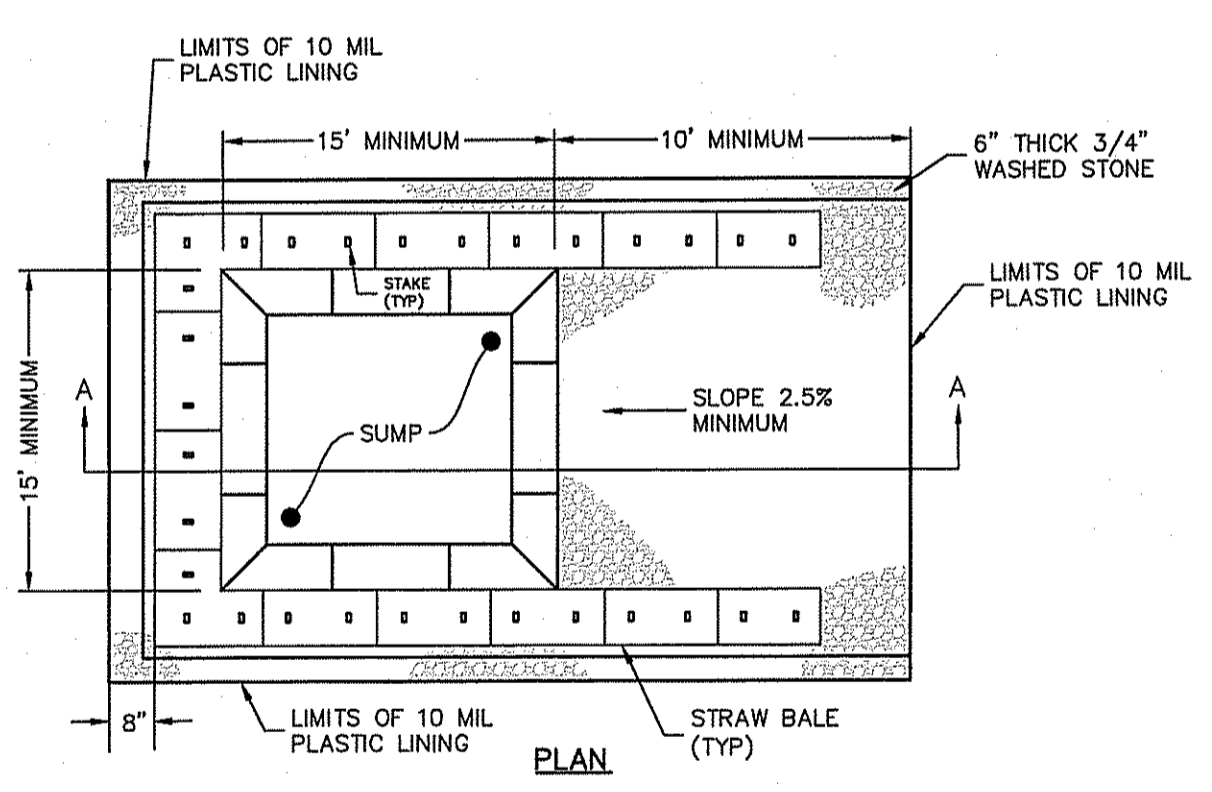 LIMITS OF 10 MIL
PLASTIC LINING
15' MINIMUM
10' MINIMUM
6" THICK 3/4"
WASHED STONE
STAKE
(TYP)
LIMITS OF 10 MIL
PLASTIC LINING
15' MINIMUM
A
SUMP
SLOPE 2.5%
MINIMUM
A
8"
LIMITS OF 10 MIL
PLASTIC LINING
STRAW BALE
(TYP)
PLAN